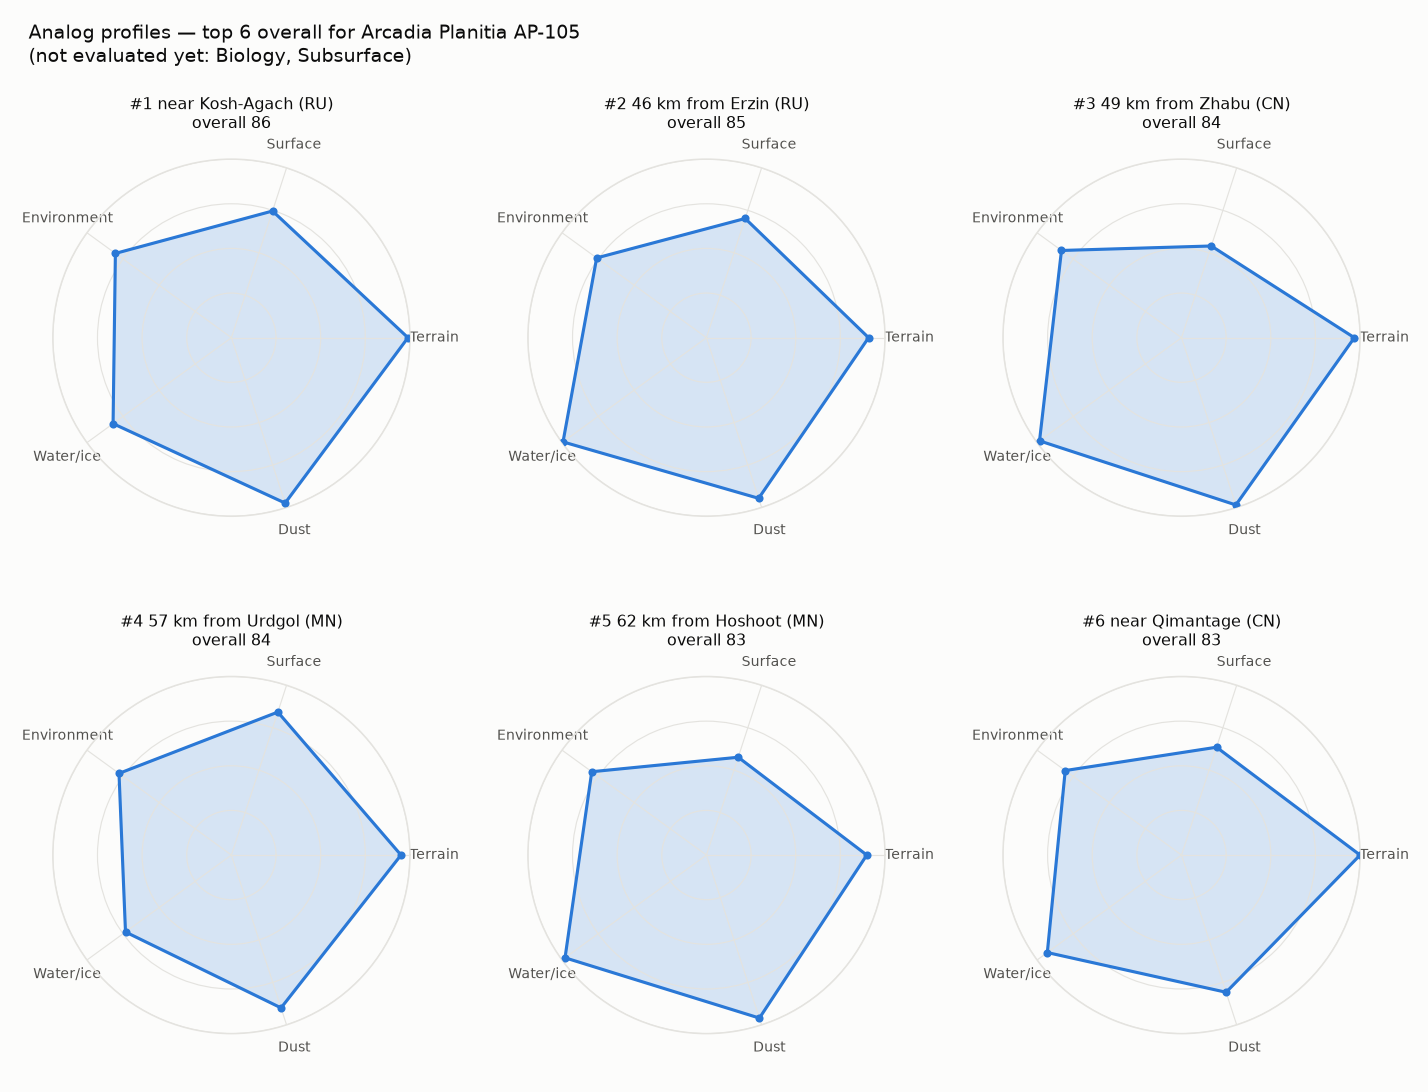 Analog profiles — top 6 overall for Arcadia Planitia AP-105
(not evaluated yet: Biology, Subsurface)
#1 near Kosh-Agach (RU)
overall 86
Surface
Environment
Terrain
Water/ice
Dust
#2 46 km from Erzin (RU)
overall 85
Surface
Environment
Terrain
Water/ice
Dust
#3 49 km from Zhabu (CN)
overall 84
Surface
Environment
Terrain
Water/ice
Dust
#4 57 km from Urdgol (MN)
overall 84
Surface
Environment
Terrain
Water/ice
Dust
#5 62 km from Hoshoot (MN)
overall 83
Surface
Environment
Terrain
Water/ice
Dust
#6 near Qimantage (CN)
overall 83
Surface
Environment
Terrain
Water/ice
Dust